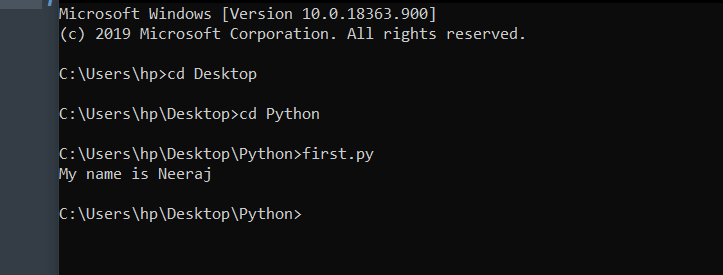 Microsoft Windows [Version 10.0.18363.900]
(c) 2019 Microsoft Corporation. All rights reserved.
C:\Users\hp>cd Desktop
C:\Users\hp\Desktop>cd Python
C:\Users\hp\Desktop\Python>first.py
My name is Neeraj
C:\Users\hp\Desktop\Python>